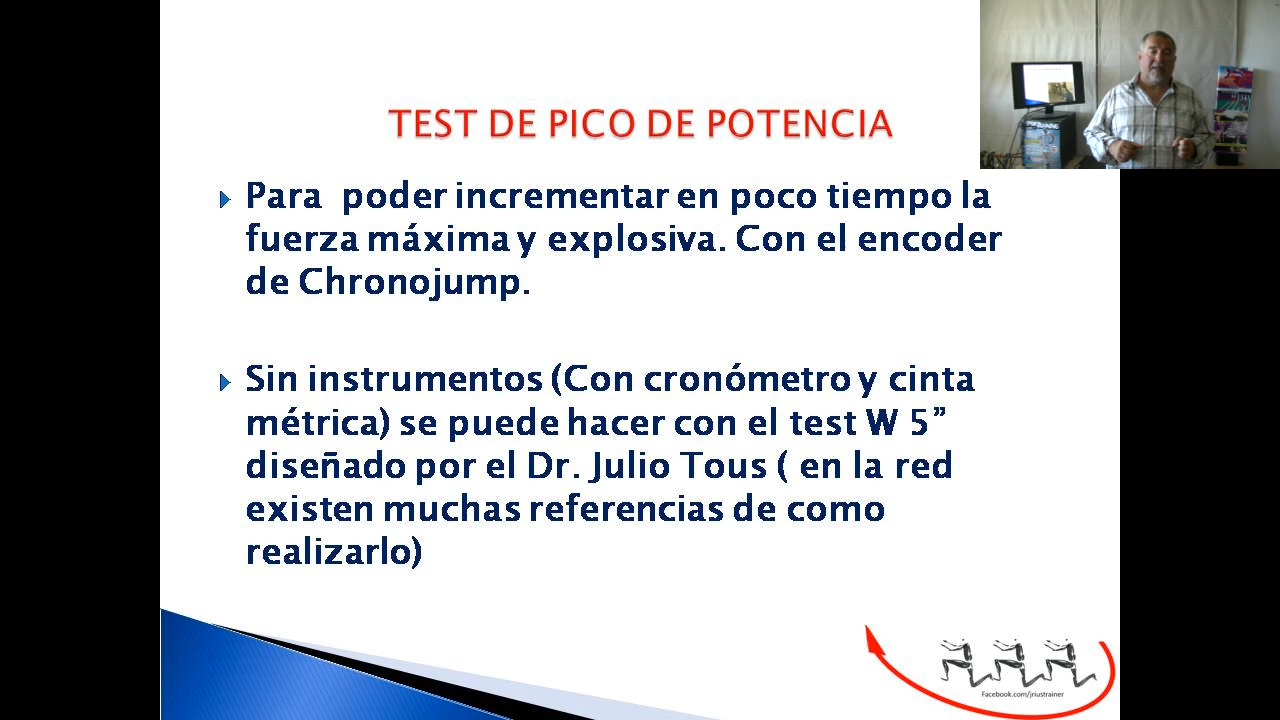 TEST DE PICO DE POTENCIA
Para poder incrementar en poco tiempo la
fuerza máxima y explosiva. Con el encoder
de Chronojump.
Sin instrumentos (Con cronómetro y cinta
métrica) se puede hacer con el test W 5”
diseñado por el Dr. Julio Tous ( en la red
existen muchas referencias de como
realizarlo)
Facebook.com/jriustrainer